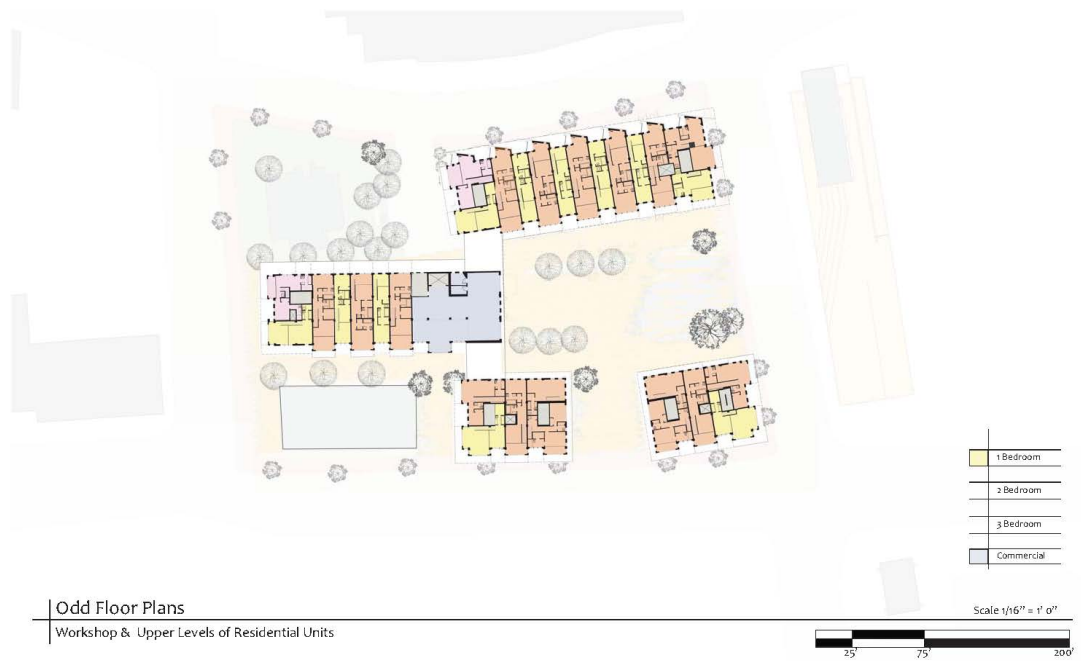 1 Bedroom
2 Bedroom
3 Bedroom
Commercial
Odd Floor Plans
Scale 1/16" = 1' 0"
Workshop & Upper Levels of Residential Units
25' 75' 200'